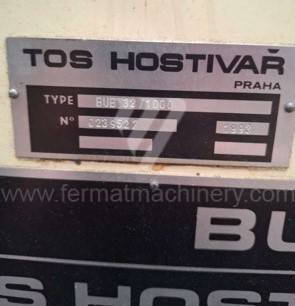 TOS HOSTIVAŘ
PRAHA
TYPE BUB 32/1000
Nº
www.fermatmachinery.com
BU
S HOST